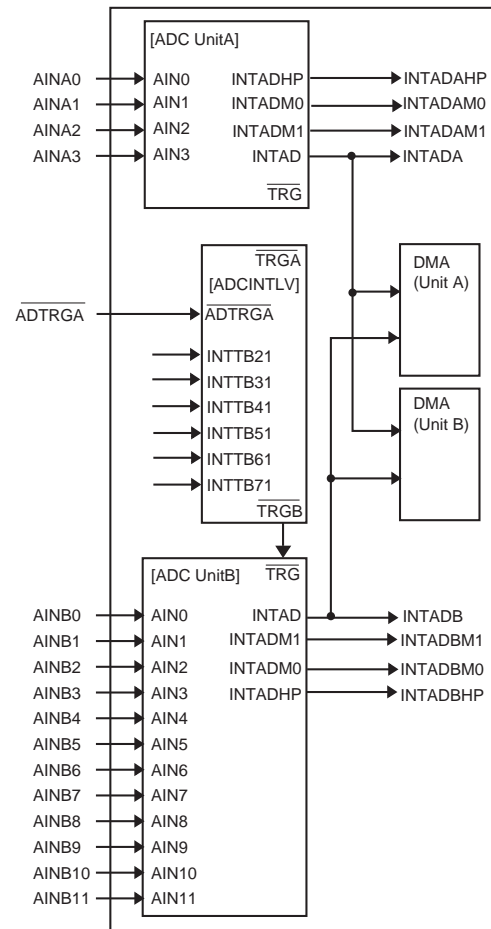 [ADC UnitA]
AINA0 AIN0 INTADHP INTADAHP
AINA1 AIN1 INTADM0 INTADAM0
AINA2 AIN2 INTADM1 INTADAM1
AINA3 AIN3 INTAD INTADA
TRG
TRGA
[ADCINTLV]
DMA
(Unit A)
ADTRGA ADTRGA
INTTB21
INTTB31
INTTB41
INTTB51
INTTB61
INTTB71
DMA
(Unit B)
TRGB
[ADC UnitB] TRG
AINB0 AIN0 INTAD INTADB
AINB1 AIN1 INTADM1 INTADBM1
AINB2 AIN2 INTADM0 INTADBM0
AINB3 AIN3 INTADHP INTADBHP
AINB4 AIN4
AINB5 AIN5
AINB6 AIN6
AINB7 AIN7
AINB8 AIN8
AINB9 AIN9
AINB10 AIN10
AINB11 AIN11